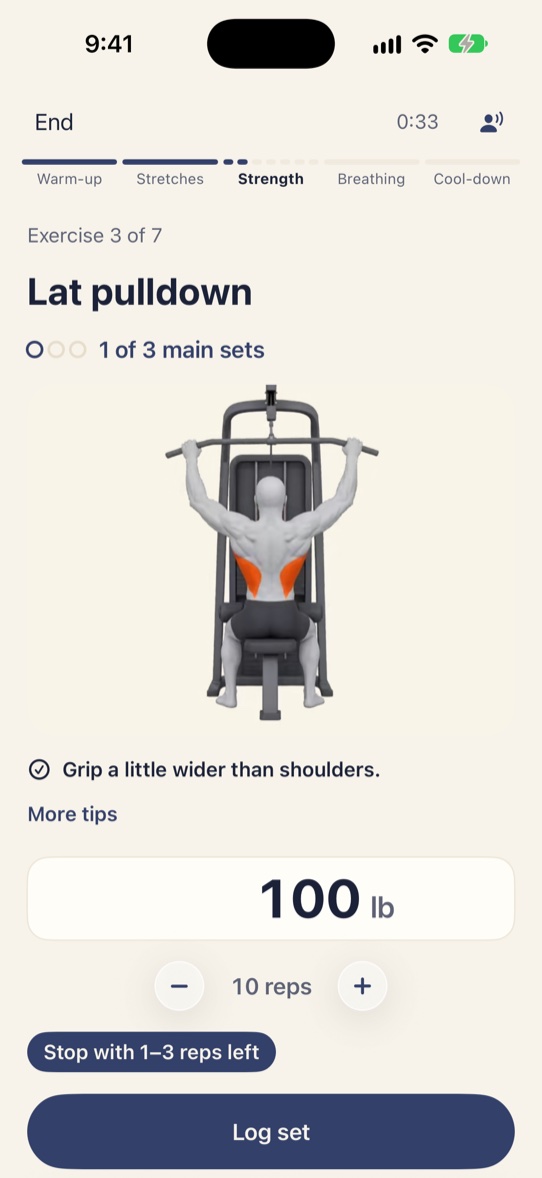 9:41
End
0:33
Warm-up
Stretches
Strength
Breathing
Cool-down
Exercise 3 of 7
Lat pulldown
1 of 3 main sets
Grip a little wider than shoulders.
More tips
100 lb
10 reps
Stop with 1–3 reps left
Log set